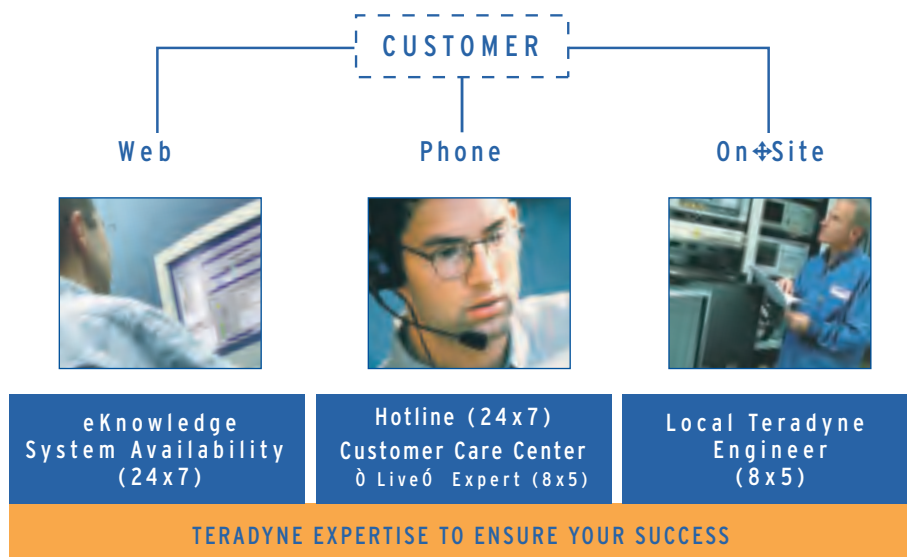 CUSTOMER
Web
Phone
On✥Site
eKnowledge
System Availability
(24x7)
Hotline (24x7)
Customer Care Center
Ò LiveÓ Expert (8x5)
Local Teradyne
Engineer
(8x5)
TERADYNE EXPERTISE TO ENSURE YOUR SUCCESS